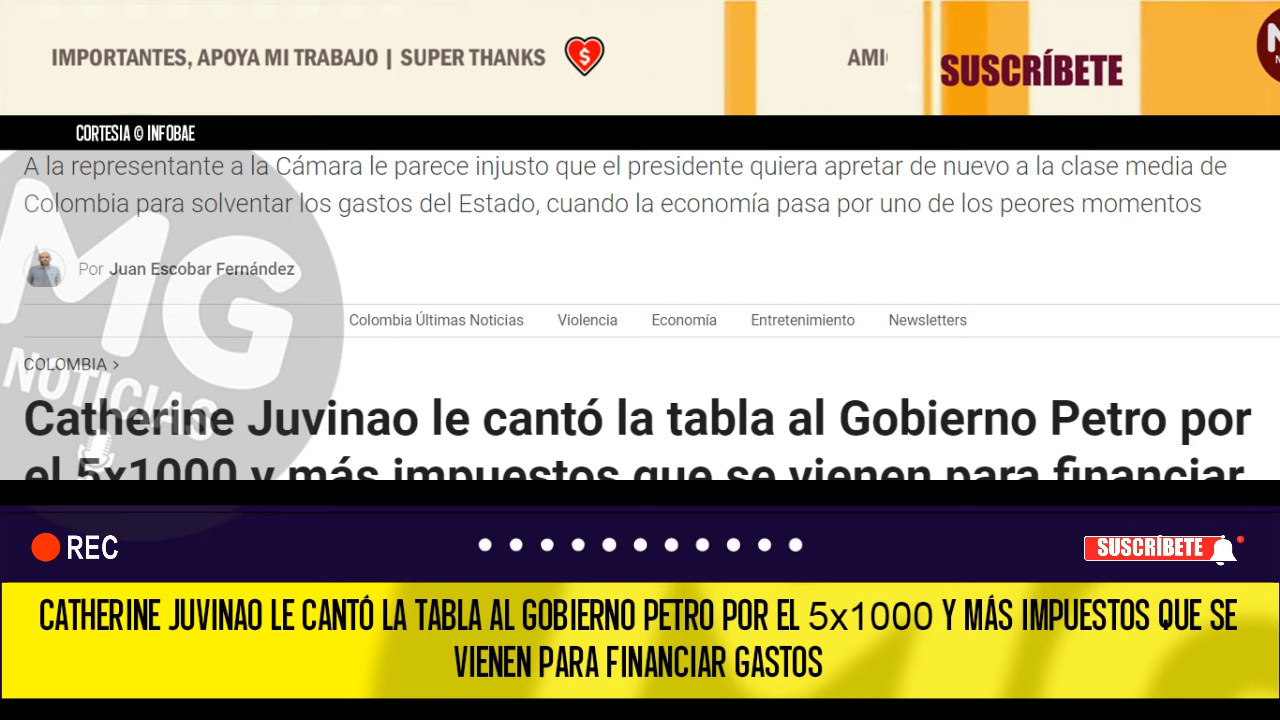 IMPORTANTES, APOYA MI TRABAJO | SUPER THANKS
AMI
SUSCRÍBETE
CORTESIA © INFOBAE
A la representante a la Cámara le parece injusto que el presidente quiera apretar de nuevo a la clase media de
Colombia para solventar los gastos del Estado, cuando la economía pasa por uno de los peores momentos
Por Juan Escobar Fernández
Colombia Últimas Noticias Violencia Economía Entretenimiento Newsletters
COLOMBIA >
MG
NOTICIAS
Catherine Juvinao le cantó la tabla al Gobierno Petro por
el 5x1000 y más impuestos que se vienen para financiar
REC
SUSCRÍBETE
CATHERINE JUVINAO LE CANTÓ LA TABLA AL GOBIERNO PETRO POR EL 5x1000 Y MÁS IMPUESTOS QUE SE
VIENEN PARA FINANCIAR GASTOS